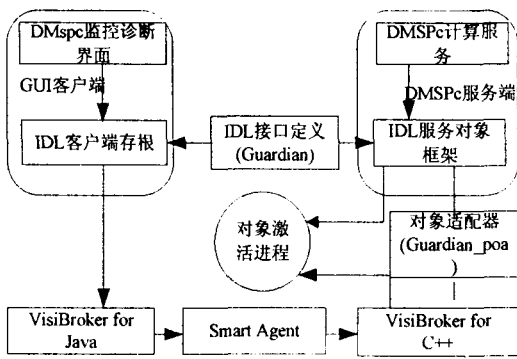 DMspc监控诊断
界面
GUI客户端
IDL客户端存根
IDL接口定义
(Guardian)
DMSPc计算服
务
DMSPc服务端
IDL服务对象
框架
对象激
活进程
对象适配器
(Guardian_poa
)
VisiBroker for
Java
Smart Agent
VisiBroker for
C++